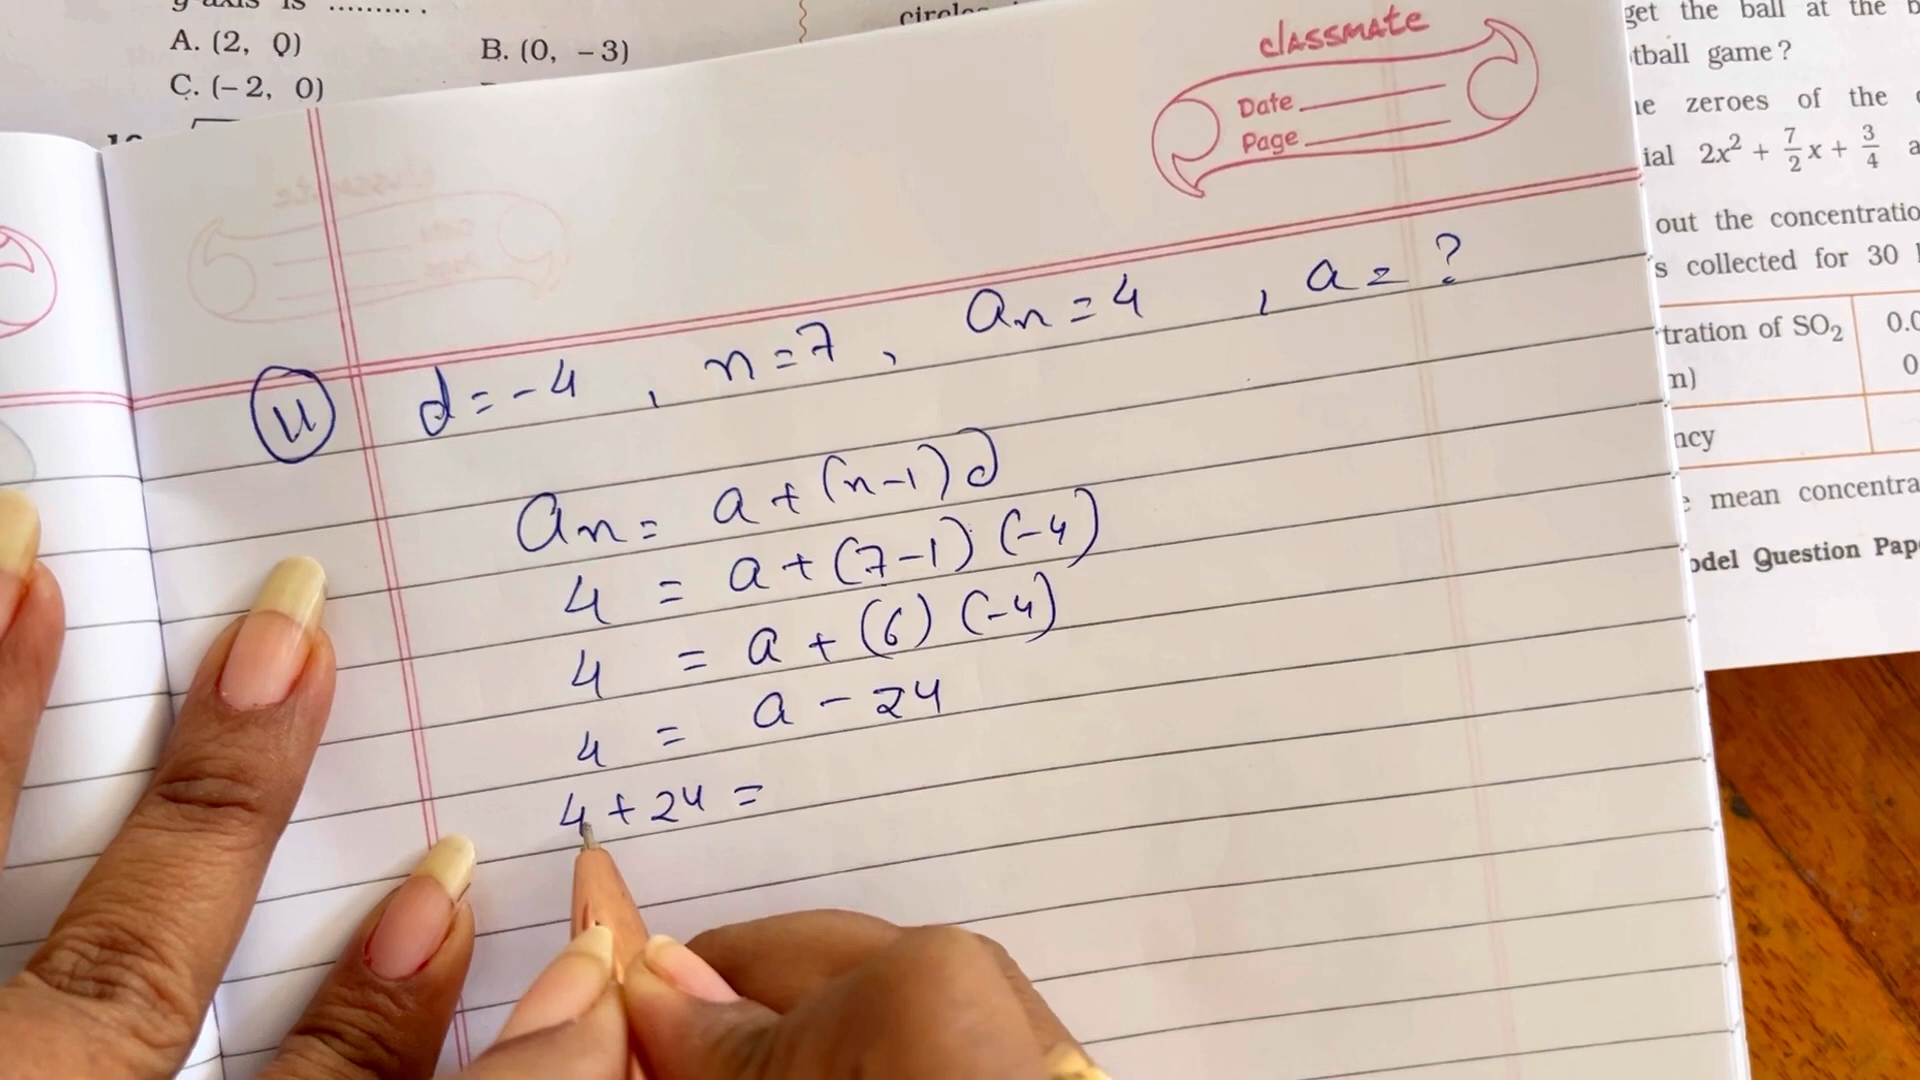 A. (2, 0)
B. (0, −3)
C. (−2, 0)
classmate
Date
Page
get the ball at the
tball game?
zeroes of the
ial 2x² + 7/2 x + 3/4
out the concentratio
s collected for 30
tration of SO₂
m)
ncy
mean concentra
odel Question Pap
d = -4 , n = 7 , an = 4 , a = ?
an = a + (n-1) d
4 = a + (7-1) (-4)
4 = a + (6) (-4)
4 = a - 24
4 + 24 =